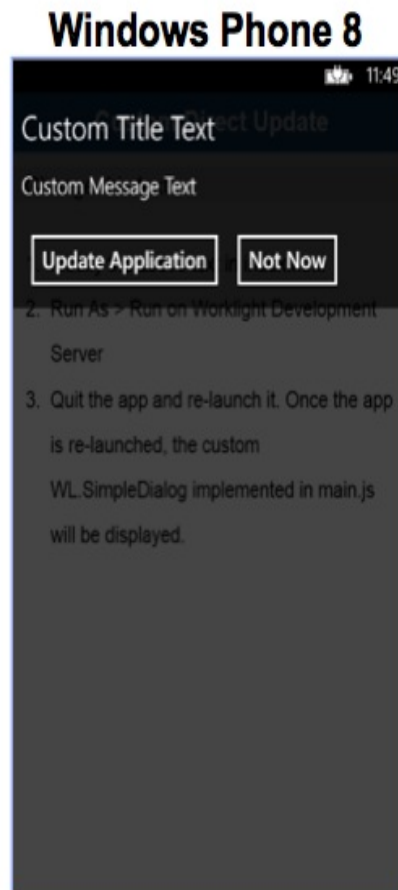 Windows Phone 8
11:49
Direct Update
Custom Title Text
Custom Message Text
Update Application
Not Now
2. Run As > Run on Worklight Development
Server
3. Quit the app and re-launch it. Once the app
is re-launched, the custom
WL.SimpleDialog implemented in main.js
will be displayed.